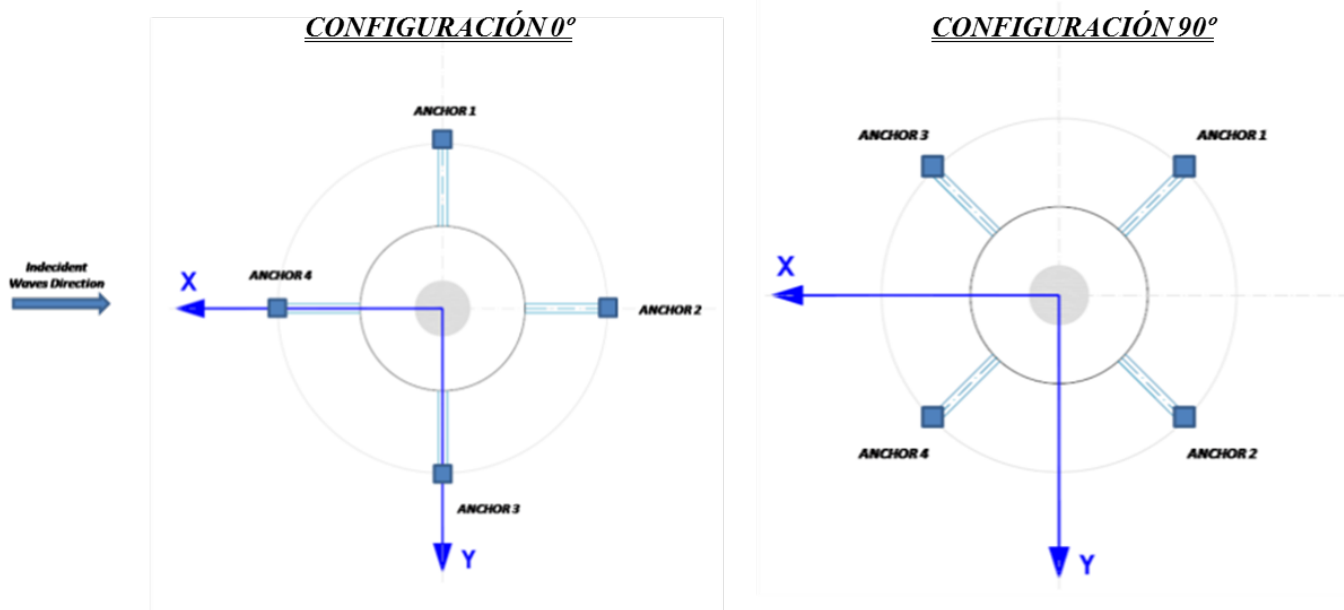 CONFIGURACIÓN 0º
CONFIGURACIÓN 90º
ANCHOR 1
ANCHOR 3
ANCHOR 1
Indecident
Waves Direction
X
ANCHOR 4
ANCHOR 2
X
ANCHOR 3
Y
ANCHOR 4
ANCHOR 2
Y